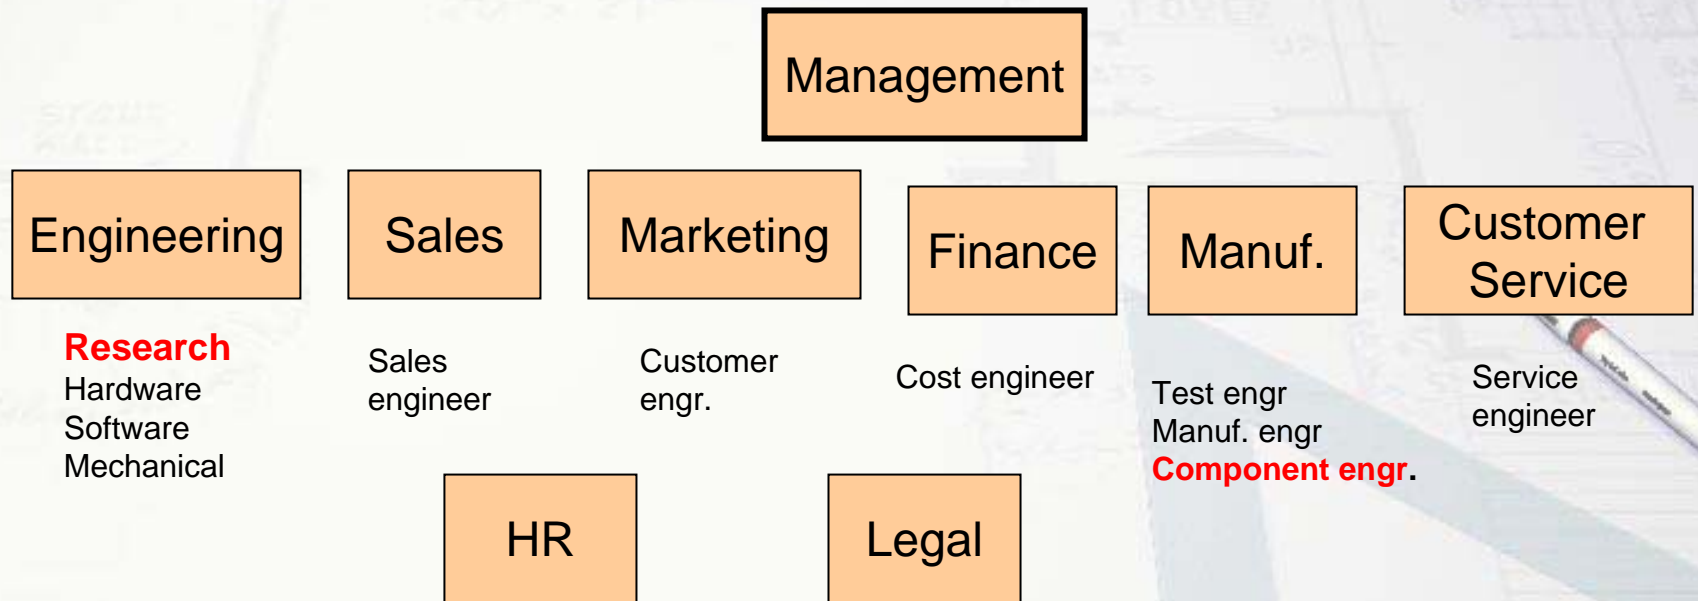 Management
Engineering
Sales
Marketing
Finance
Manuf.
Customer
Service
Research
Hardware
Software
Mechanical
Sales
engineer
Customer
engr.
Cost engineer
Test engr
Manuf. engr
Component engr.
Service
engineer
HR
Legal